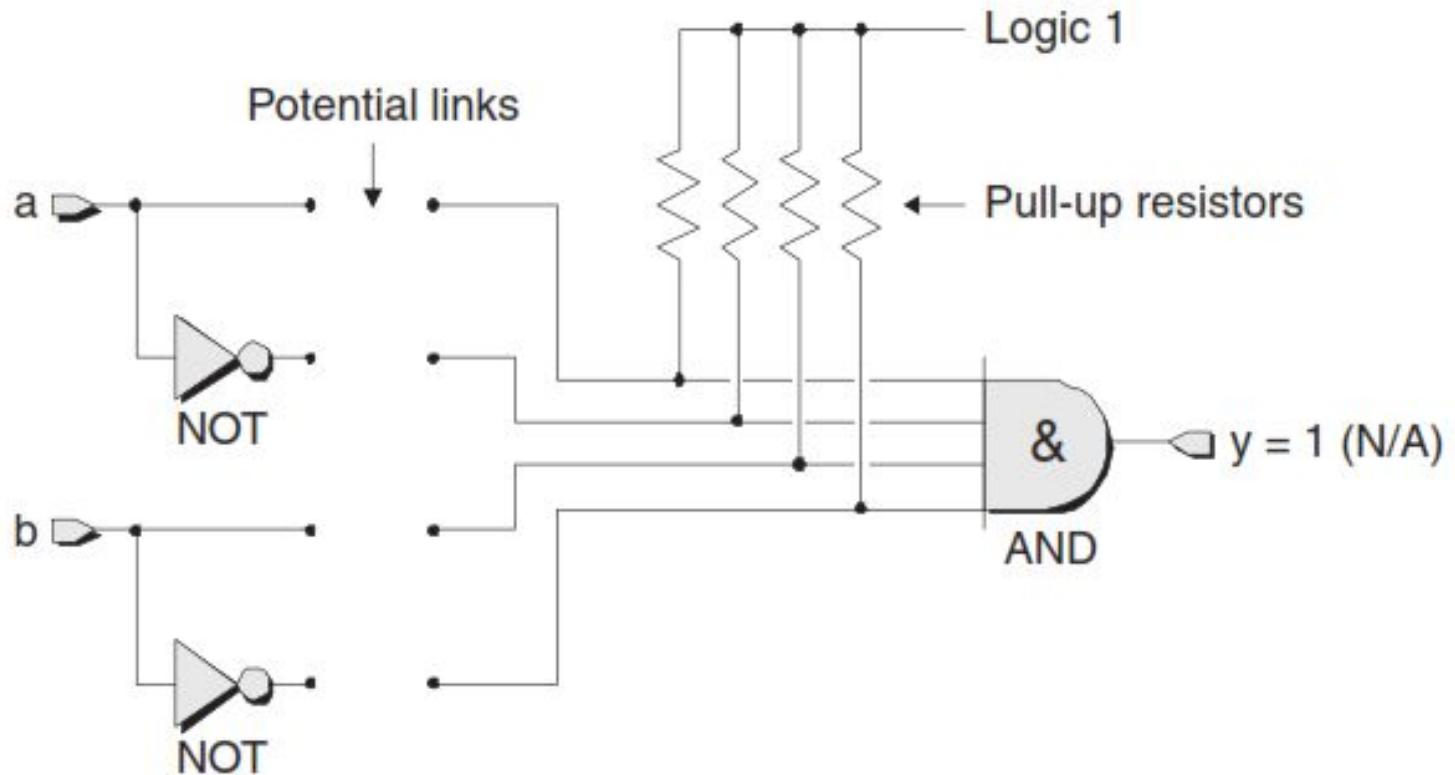 Logic 1
Potential links
a
Pull-up resistors
NOT
&
y = 1 (N/A)
b
AND
NOT